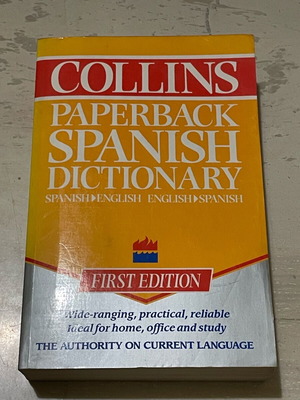 COLLINS
PAPERBACK
SPANISH
DICTIONARY
SPANISH▶ENGLISH ENGLISH▶SPANISH
FIRST EDITION
Wide-ranging, practical, reliable
Ideal for home, office and study
THE AUTHORITY ON CURRENT LANGUAGE